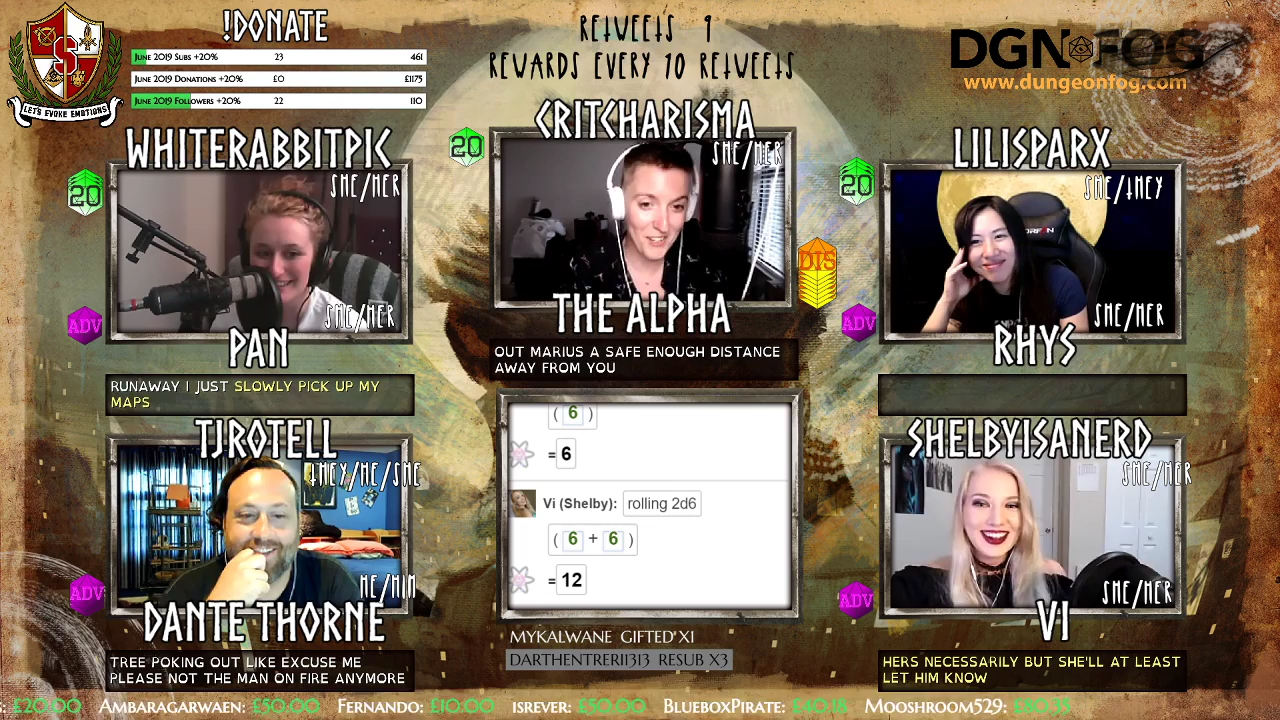 !DONATE
JUNE 2019 SUBS +20% 23 461
JUNE 2019 DONATIONS +20% £0 £1175
JUNE 2019 FOLLOWERS +20% 22 110
LET'S EVOKE EMOTIONS
RETWEETS 9
REWARDS EVERY 10 RETWEETS
DGNFOG
www.dungeonfog.com
WHITERABBITPIC
SHE/HER
20
ADV
SHE/HER
PAN
RUNAWAY I JUST SLOWLY PICK UP MY
MAPS
CRITCHARISMA
SHE/HER
20
DIS
THE ALPHA
OUT MARIUS A SAFE ENOUGH DISTANCE
AWAY FROM YOU
LILISPARX
SHE/THEY
20
ADV
SHE/HER
RHYS
TJROTELL
THEY/HE/SHE
ADV
HE/HIM
DANTE THORNE
TREE POKING OUT LIKE EXCUSE ME
PLEASE NOT THE MAN ON FIRE ANYMORE
( 6 )
= 6
Vi (Shelby): rolling 2d6
( 6 + 6 )
= 12
MYKALWANE GIFTED X1
DARTHENTRERI1313 RESUB X3
SHELBYISANERD
SHE/HER
ADV
SHE/HER
VI
HERS NECESSARILY BUT SHE'LL AT LEAST
LET HIM KNOW
: £20.00 AMBARAGARWAEN: £50.00 FERNANDO: £10.00 ISREVER: £50.00 BLUEBOXPIRATE: £40.18 MOOSHROOM529: £80.35